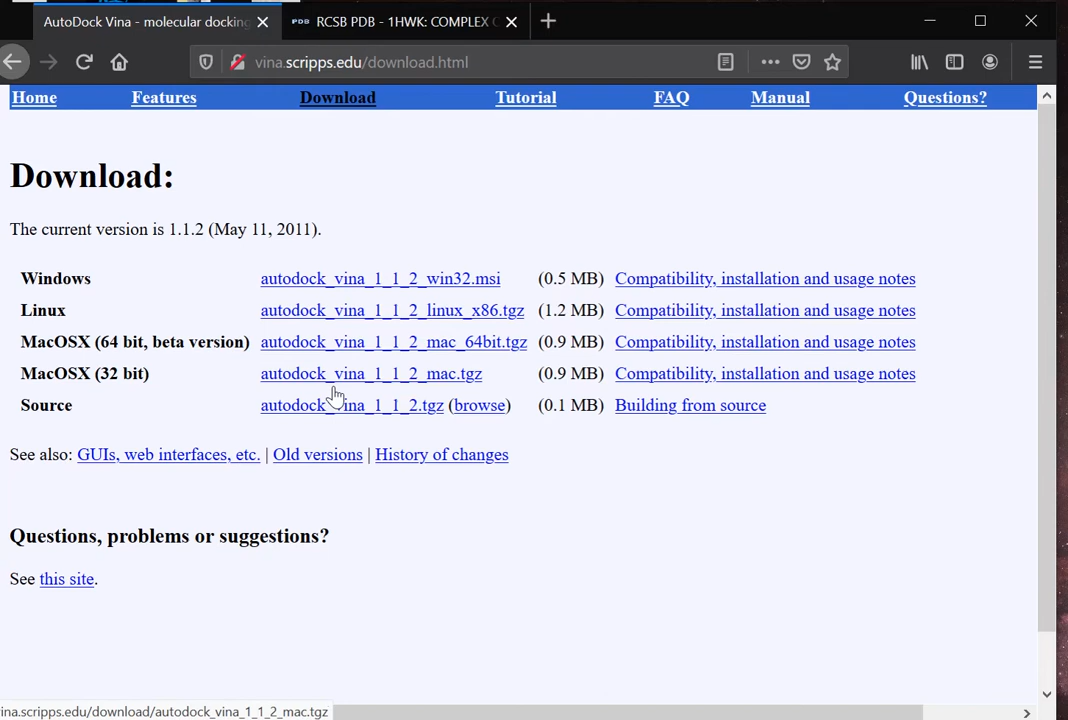 AutoDock Vina - molecular docking
PDB RCSB PDB - 1HWK: COMPLEX C
vina.scripps.edu/download.html
Home Features Download Tutorial FAQ Manual Questions?
Download:
The current version is 1.1.2 (May 11, 2011).
Windows autodock_vina_1_1_2_win32.msi (0.5 MB) Compatibility, installation and usage notes
Linux autodock_vina_1_1_2_linux_x86.tgz (1.2 MB) Compatibility, installation and usage notes
MacOSX (64 bit, beta version) autodock_vina_1_1_2_mac_64bit.tgz (0.9 MB) Compatibility, installation and usage notes
MacOSX (32 bit) autodock_vina_1_1_2_mac.tgz (0.9 MB) Compatibility, installation and usage notes
Source autodock_vina_1_1_2.tgz (browse) (0.1 MB) Building from source
See also: GUIs, web interfaces, etc. | Old versions | History of changes
Questions, problems or suggestions?
See this site.
vina.scripps.edu/download/autodock_vina_1_1_2_mac.tgz